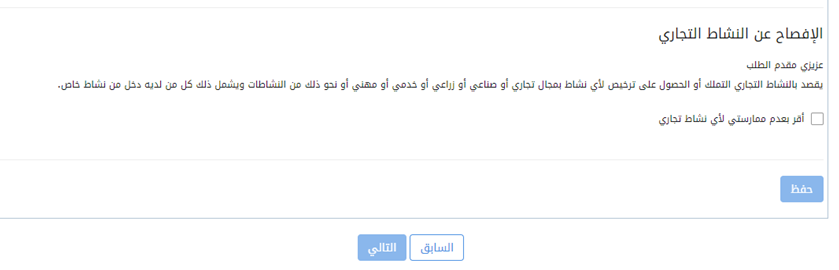 الإفصاح عن النشاط التجاري
عزيزي مقدم الطلب
يقصد بالنشاط التجاري التملك أو الحصول على ترخيص لأي نشاط بمجال تجاري أو صناعي أو زراعي أو خدمي أو مهني أو نحو ذلك من النشاطات ويشمل ذلك كل من لديه دخل من نشاط خاص.
أقر بعدم ممارستي لأي نشاط تجاري
حفظ
السابق
التالي